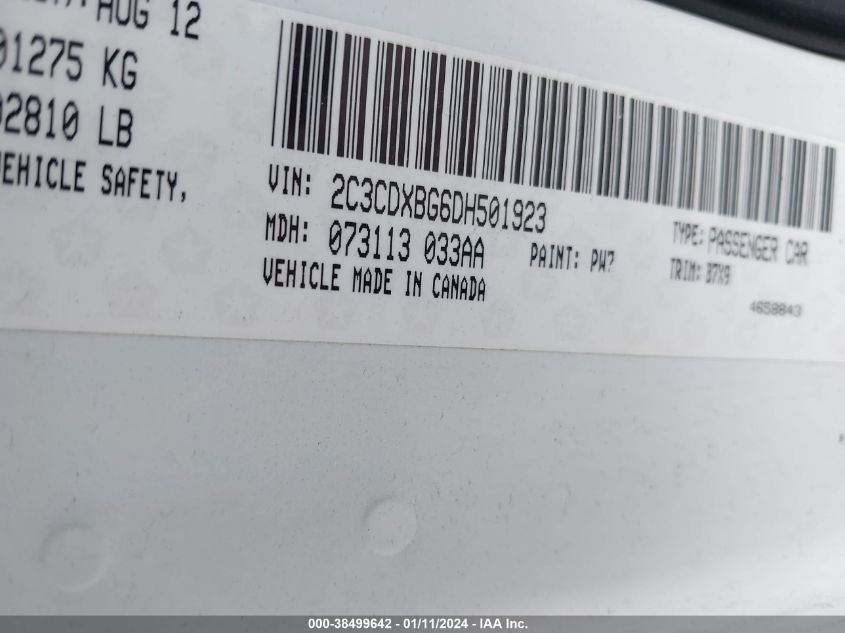 AUG 12
01275 KG
02810 LB
VEHICLE SAFETY,
VIN: 2C3CDXBG6DH501923
MDH: 073113 033AA
PAINT: PW7
VEHICLE MADE IN CANADA
TYPE: PASSENGER CAR
TRIM: B7X9
4658843
000-38499642 - 01/11/2024 - IAA Inc.